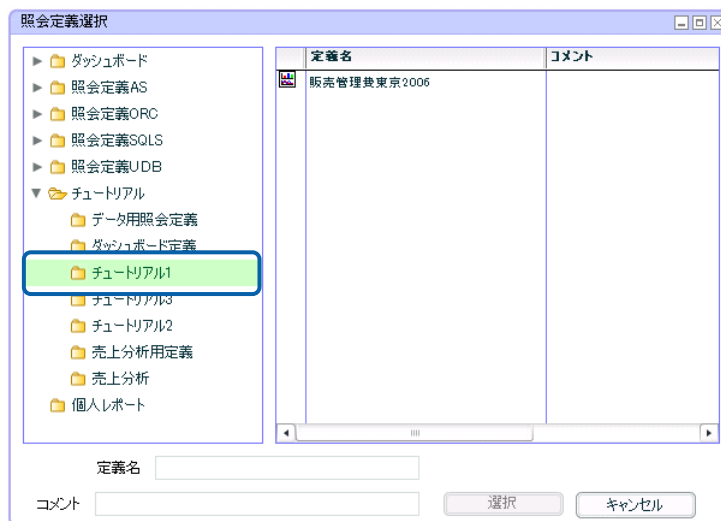 照会定義選択
ダッシュボード
照会定義AS
照会定義ORC
照会定義SQLS
照会定義UDB
チュートリアル
データ用照会定義
ダッシュボード定義
チュートリアル1
チュートリアル3
チュートリアル2
売上分析用定義
売上分析
個人レポート
定義名 コメント
販売管理費東京2006
定義名
コメント 選択 キャンセル